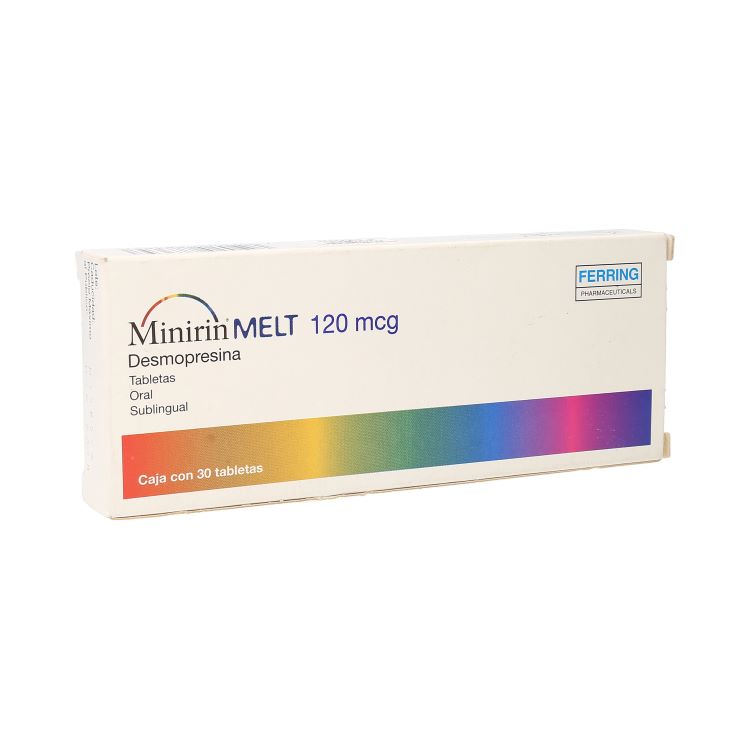 Minirin® MELT 120 mcg
Desmopresina
Tabletas
Oral
Sublingual
Caja con 30 tabletas
FERRING
PHARMACEUTICALS